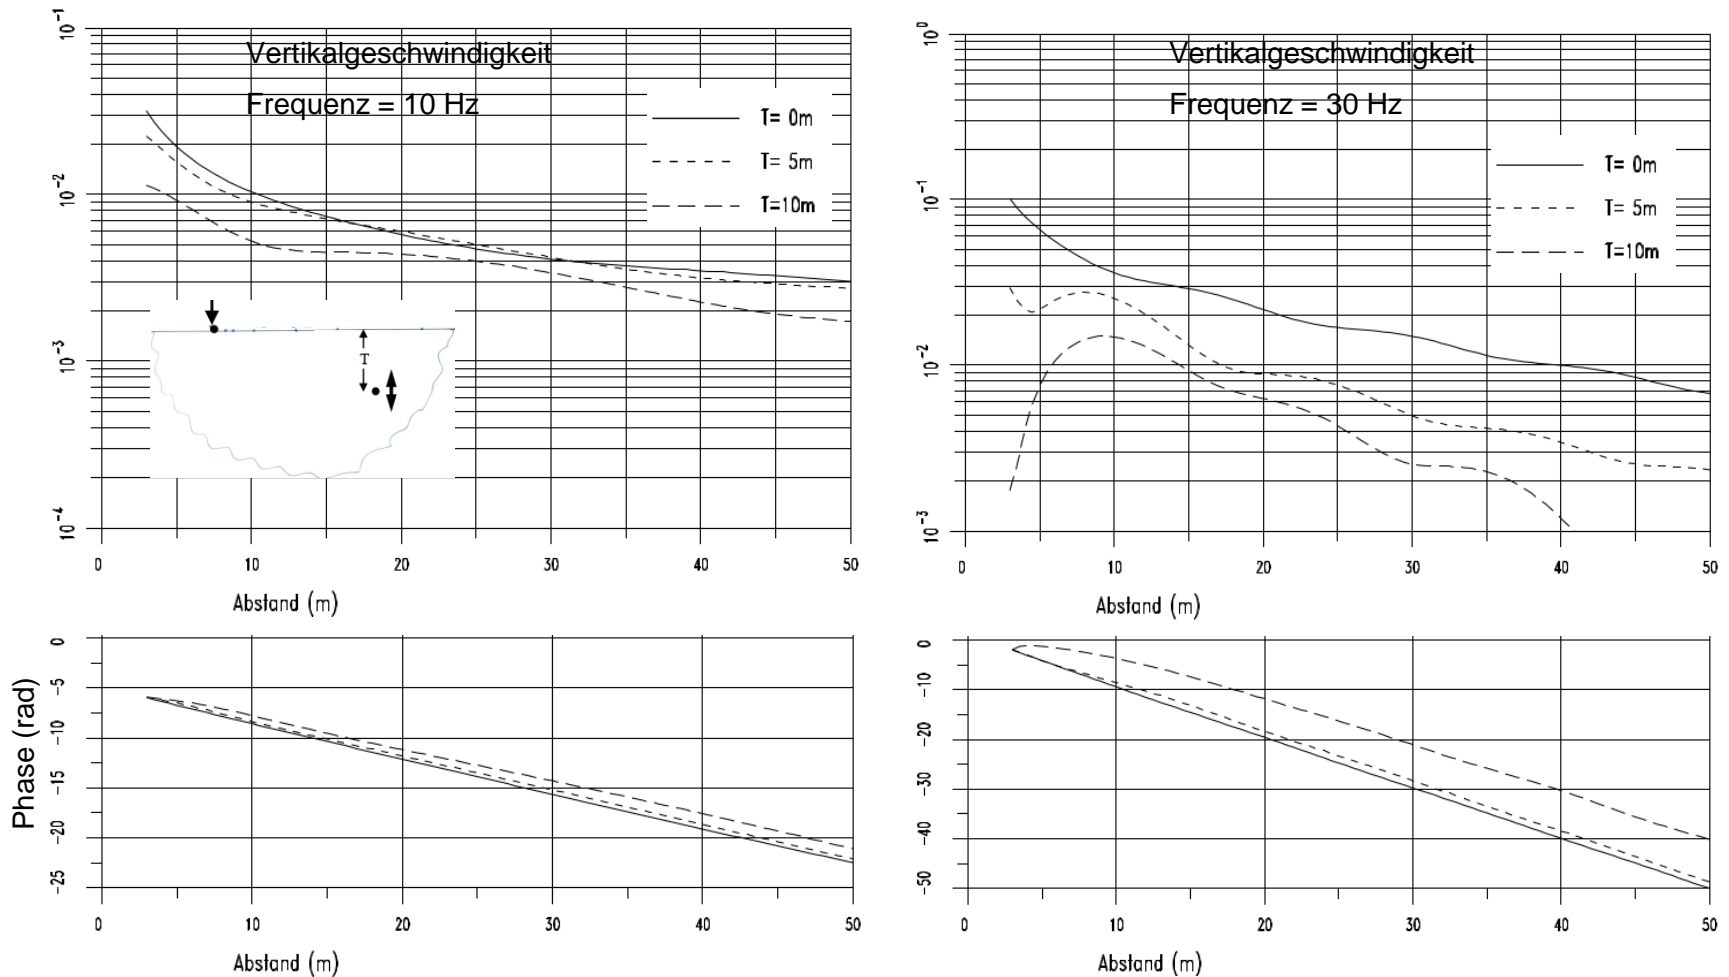 Vertikalgeschwindigkeit
Frequenz = 10 Hz
T= 0m
T= 5m
T=10m
10⁻¹
10⁻²
10⁻³
10⁻⁴
T
0 10 20 30 40 50
Abstand (m)
Vertikalgeschwindigkeit
Frequenz = 30 Hz
T= 0m
T= 5m
T=10m
10⁰
10⁻¹
10⁻²
10⁻³
0 10 20 30 40 50
Abstand (m)
Phase (rad)
0
-5
-10
-15
-20
-25
0 10 20 30 40 50
Abstand (m)
0
-10
-20
-30
-40
-50
0 10 20 30 40 50
Abstand (m)